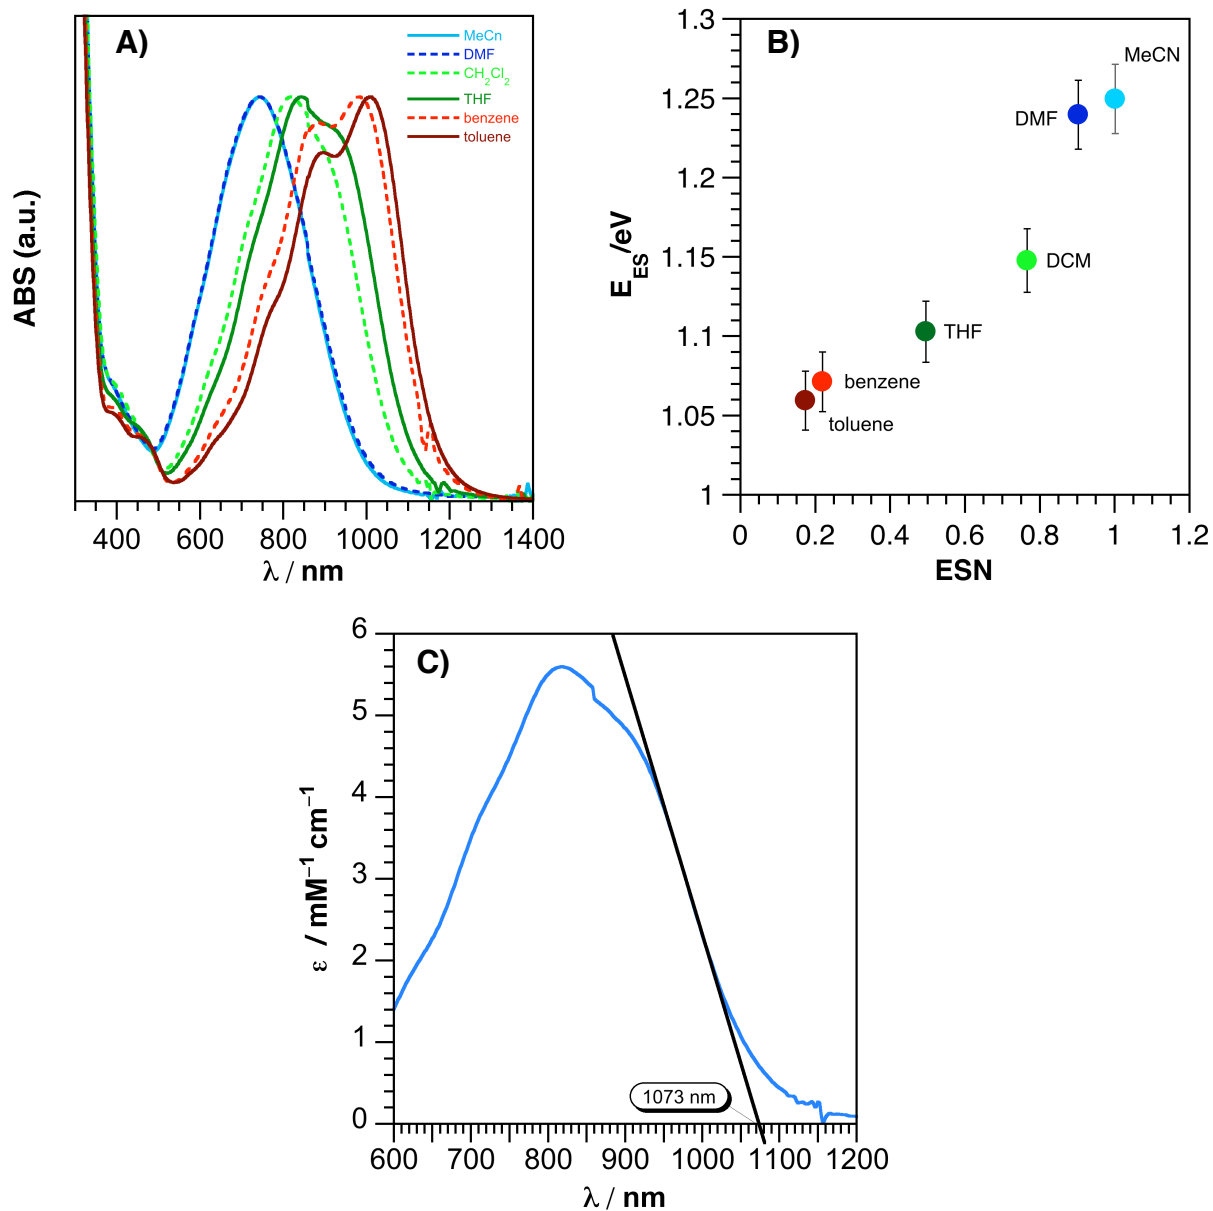 A)
MeCn
DMF
CH₂Cl₂
THF
benzene
toluene
ABS (a.u.)
400 600 800 1000 1200 1400
λ / nm
B)
1.3
1.25
1.2
1.15
1.1
1.05
1
E_ES/eV
MeCN
DMF
DCM
THF
benzene
toluene
0 0.2 0.4 0.6 0.8 1 1.2
ESN
C)
6
5
4
3
2
1
0
ε / mM⁻¹ cm⁻¹
1073 nm
600 700 800 900 1000 1100 1200
λ / nm